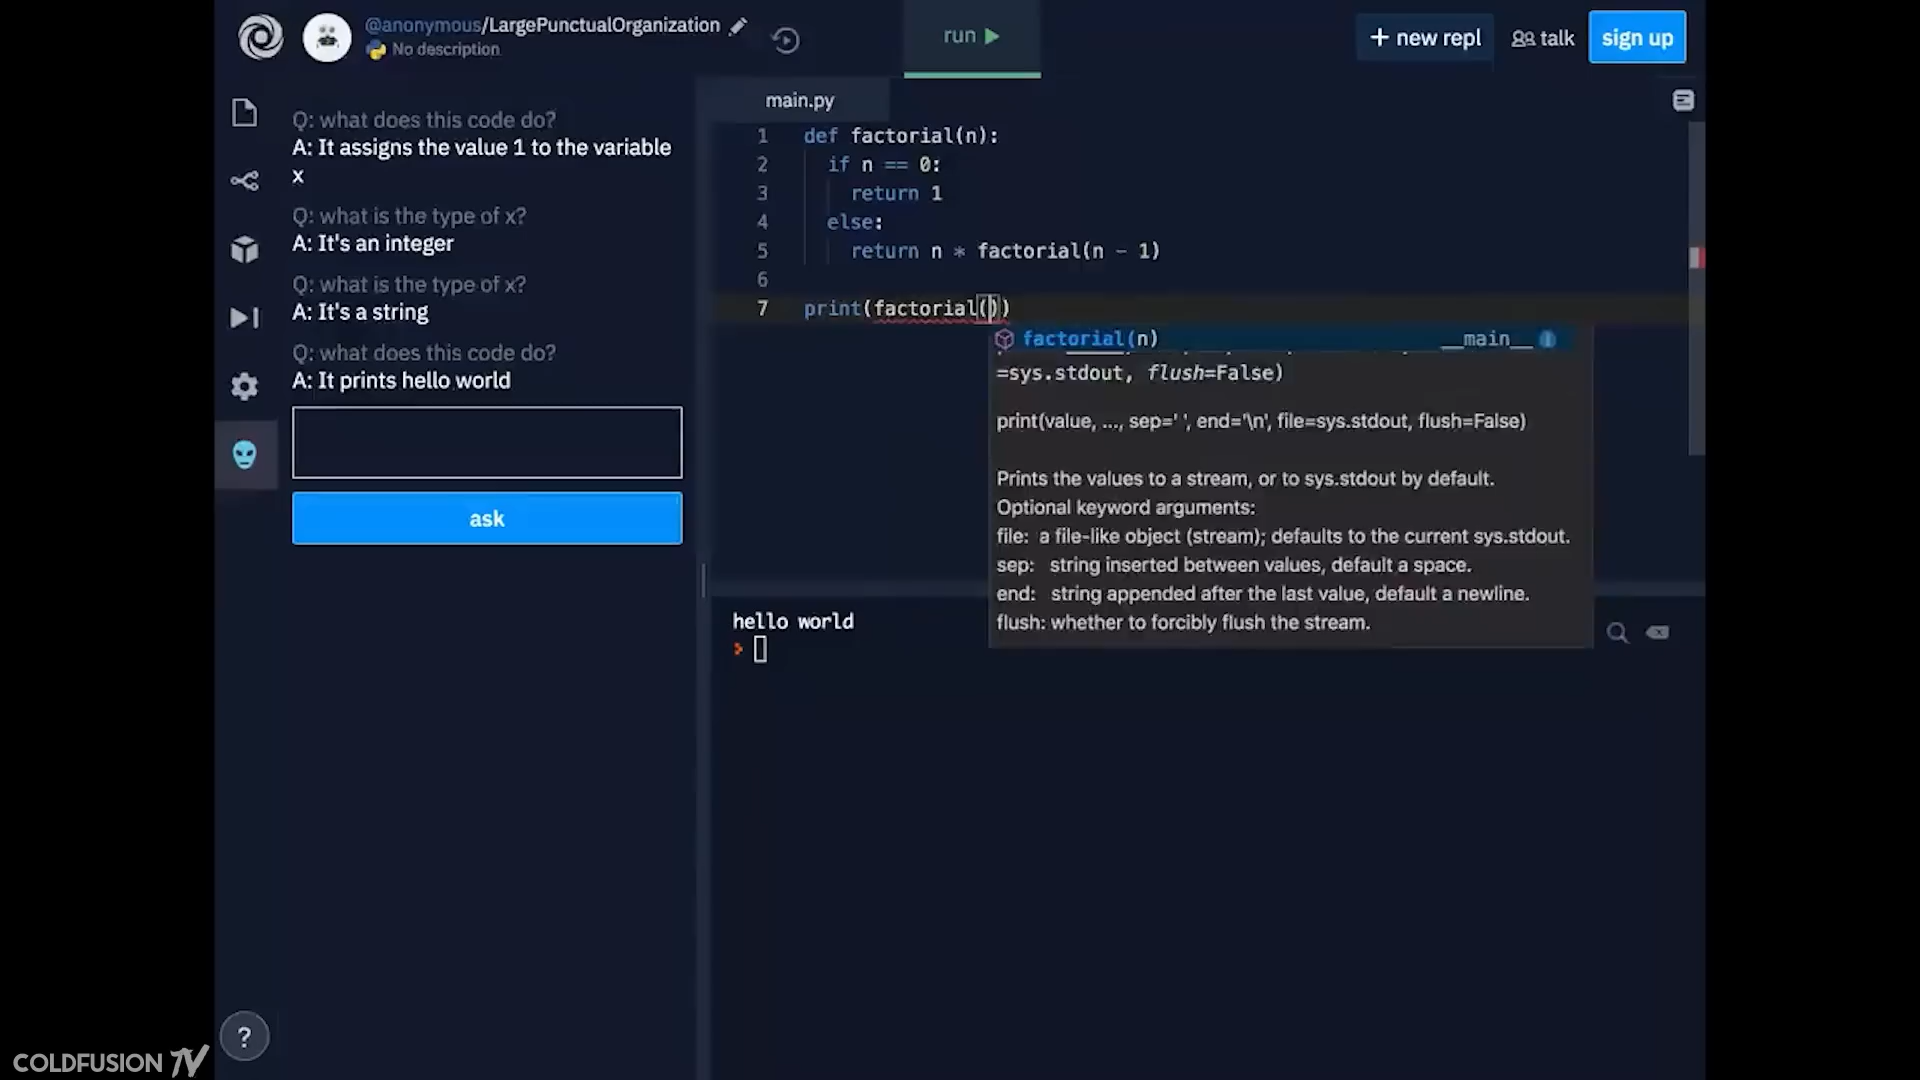 @anonymous/LargePunctualOrganization
No description
run
+ new repl
talk
sign up
Q: what does this code do?
A: It assigns the value 1 to the variable
x
Q: what is the type of x?
A: It's an integer
Q: what is the type of x?
A: It's a string
Q: what does this code do?
A: It prints hello world
ask
main.py
1 def factorial(n):
2 if n == 0:
3 return 1
4 else:
5 return n * factorial(n - 1)
6
7 print(factorial())
factorial(n) __main__
=sys.stdout, flush=False)
print(value, ..., sep=' ', end='\n', file=sys.stdout, flush=False)
Prints the values to a stream, or to sys.stdout by default.
Optional keyword arguments:
file: a file-like object (stream); defaults to the current sys.stdout.
sep: string inserted between values, default a space.
end: string appended after the last value, default a newline.
flush: whether to forcibly flush the stream.
hello world
?
COLDFUSION TV